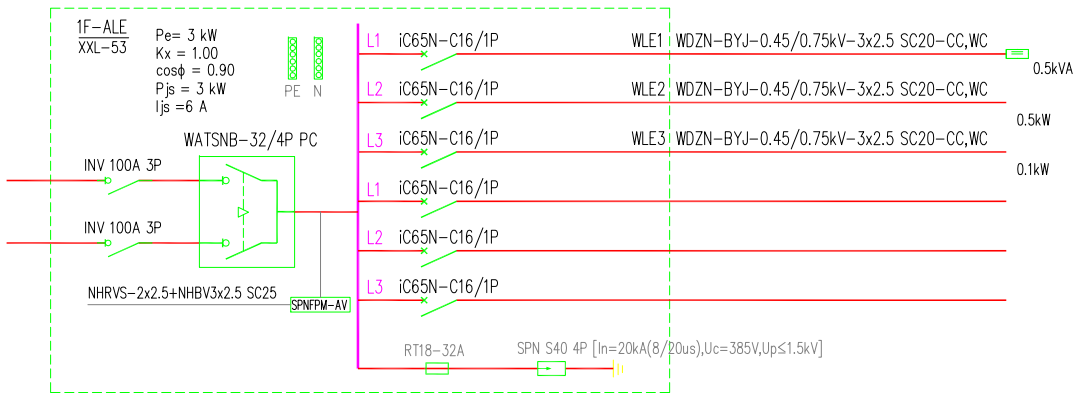 1F-ALE
XXL-53
Pe= 3 kW
Kx = 1.00
cosϕ = 0.90
Pjs = 3 kW
Ijs =6 A
PE N
WATSNB-32/4P PC
INV 100A 3P
INV 100A 3P
NHRVS-2x2.5+NHBV3x2.5 SC25
SPNFPM-AV
L1 iC65N-C16/1P WLE1 WDZN-BYJ-0.45/0.75kV-3x2.5 SC20-CC,WC
0.5kVA
L2 iC65N-C16/1P WLE2 WDZN-BYJ-0.45/0.75kV-3x2.5 SC20-CC,WC
0.5kW
L3 iC65N-C16/1P WLE3 WDZN-BYJ-0.45/0.75kV-3x2.5 SC20-CC,WC
0.1kW
L1 iC65N-C16/1P
L2 iC65N-C16/1P
L3 iC65N-C16/1P
RT18-32A SPN S40 4P [In=20kA(8/20us),Uc=385V,Up≤1.5kV]